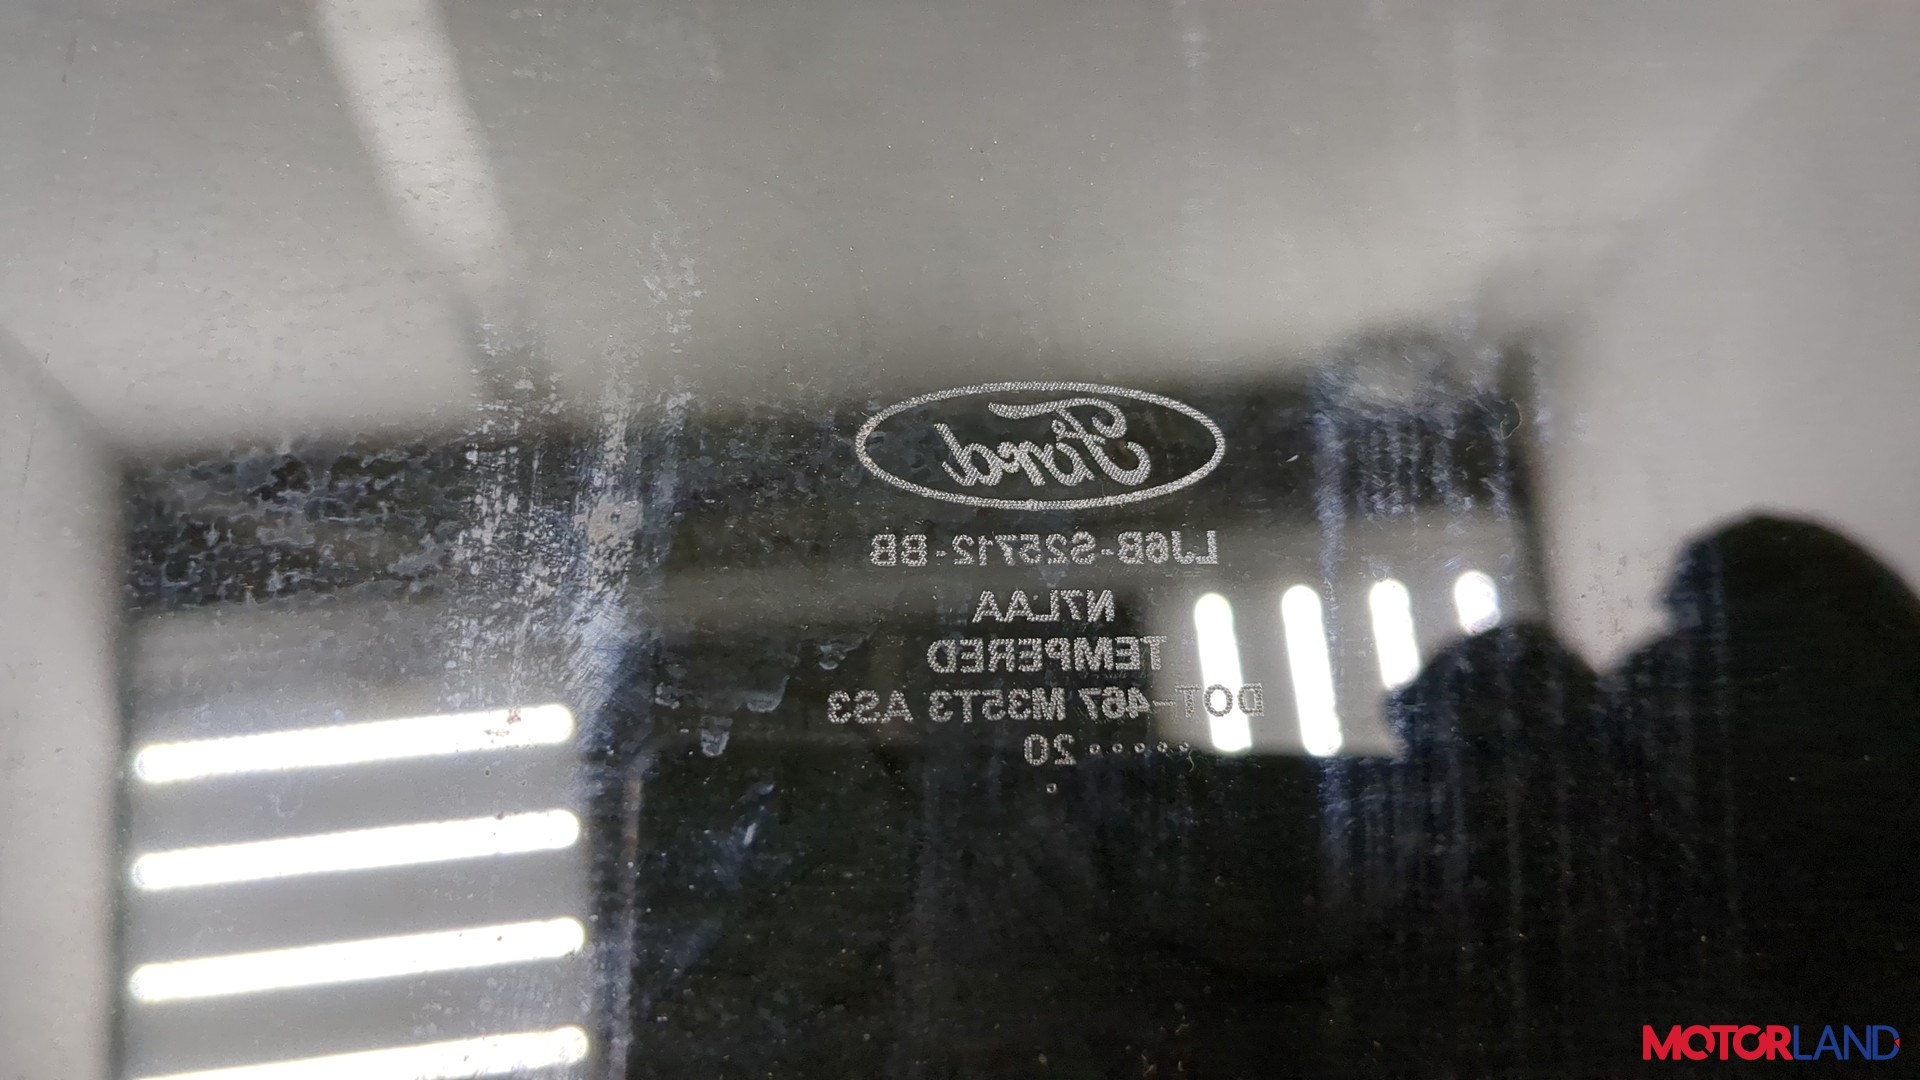 Ford
LJ6B-S25712-BB
N7LAA
TEMPERED
DOT-467 M35T3 AS3
······20
.
MOTORLAND